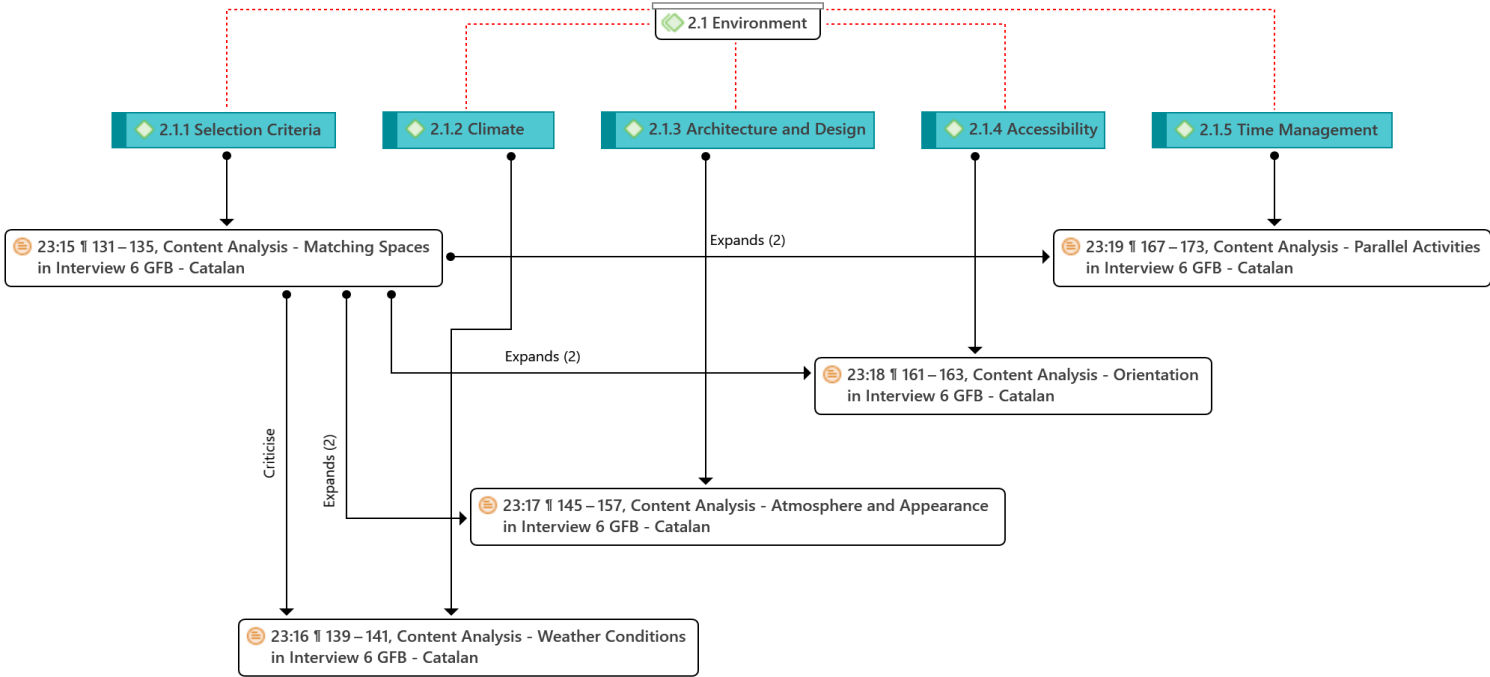 2.1 Environment
2.1.1 Selection Criteria
2.1.2 Climate
2.1.3 Architecture and Design
2.1.4 Accessibility
2.1.5 Time Management
23:15 ¶ 131 – 135, Content Analysis - Matching Spaces
in Interview 6 GFB - Catalan
Expands (2)
23:19 ¶ 167 – 173, Content Analysis - Parallel Activities
in Interview 6 GFB - Catalan
Expands (2)
23:18 ¶ 161 – 163, Content Analysis - Orientation
in Interview 6 GFB - Catalan
Criticise
Expands (2)
23:17 ¶ 145 – 157, Content Analysis - Atmosphere and Appearance
in Interview 6 GFB - Catalan
23:16 ¶ 139 – 141, Content Analysis - Weather Conditions
in Interview 6 GFB - Catalan